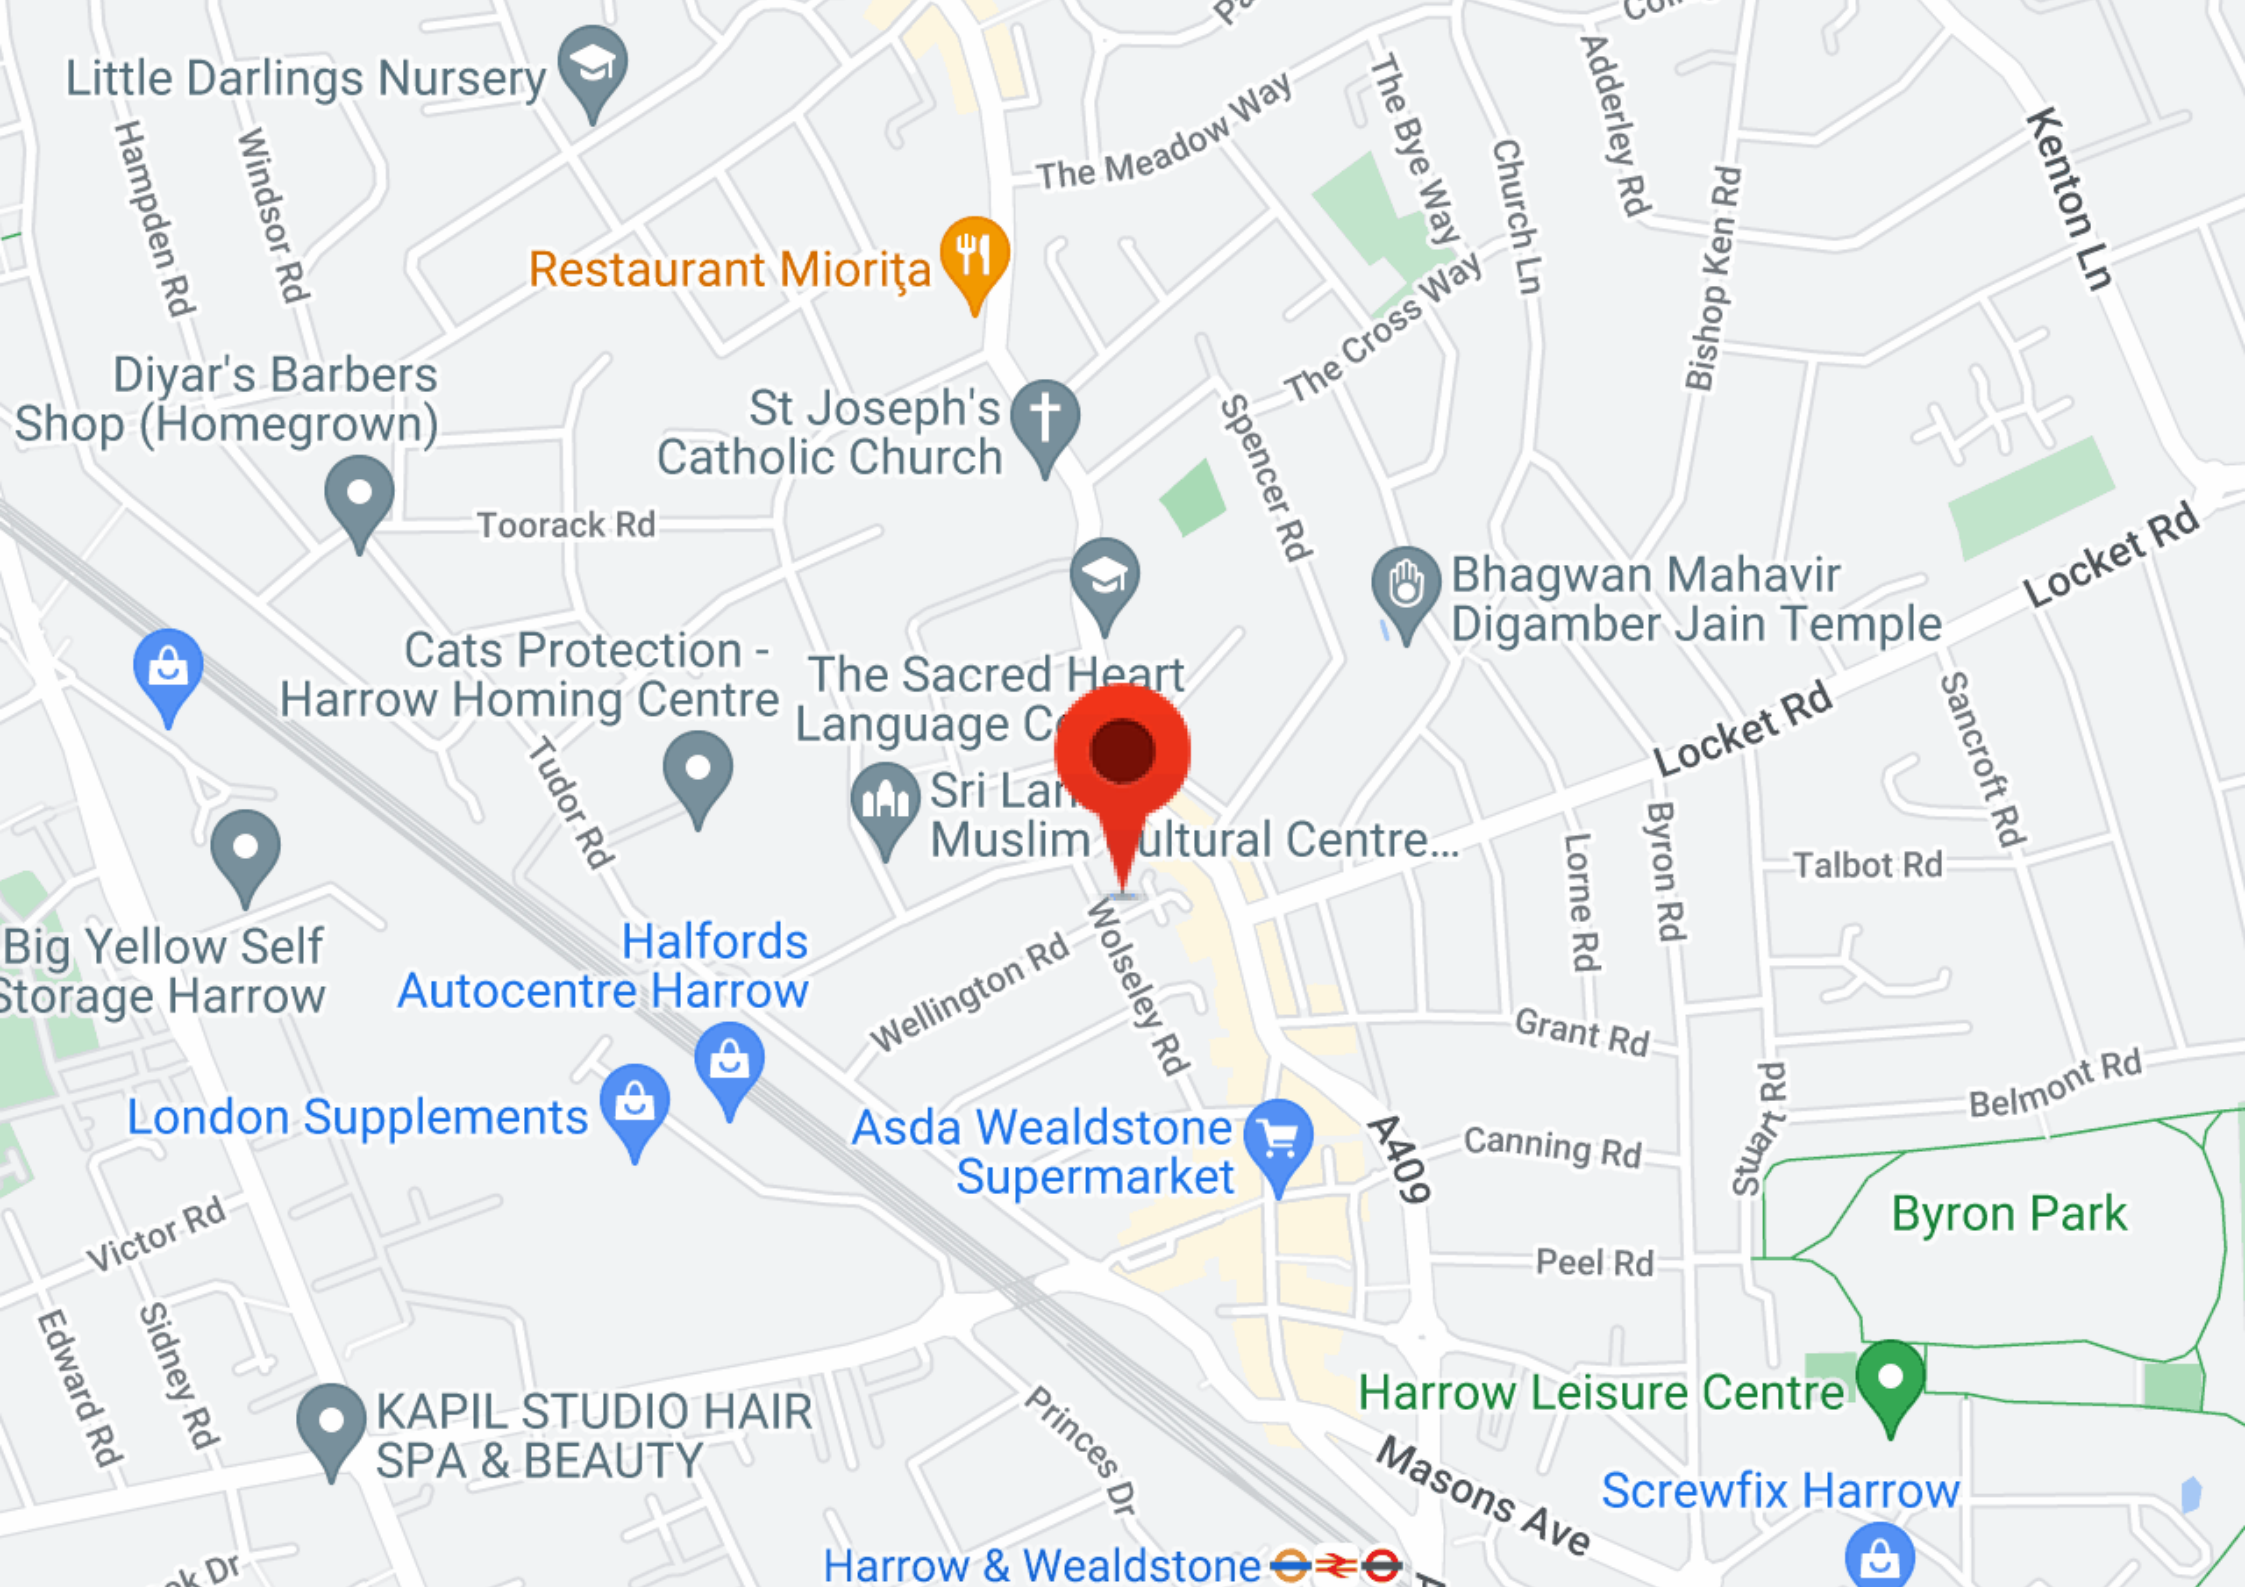 Little Darlings Nursery
Hampden Rd
Windsor Rd
The Meadow Way
The Bye Way
Church Ln
Adderley Rd
Bishop Ken Rd
Kenton Ln
Restaurant Miorița
The Cross Way
Diyar's Barbers
Shop (Homegrown)
St Joseph's
Catholic Church
Spencer Rd
Toorack Rd
Bhagwan Mahavir
Digamber Jain Temple
Locket Rd
Cats Protection -
Harrow Homing Centre
The Sacred Heart
Language
Locket Rd
Sancroft Rd
Tudor Rd
Sri
Muslim Cultural Centre...
Lorne Rd
Byron Rd
Talbot Rd
Big Yellow Self
Storage Harrow
Halfords
Autocentre Harrow
Wellington Rd
Wolseley Rd
Grant Rd
Stuart Rd
Belmont Rd
London Supplements
Asda Wealdstone
Supermarket
A409
Canning Rd
Byron Park
Victor Rd
Peel Rd
Edward Rd
Sidney Rd
KAPIL STUDIO HAIR
SPA & BEAUTY
Princes Dr
Harrow Leisure Centre
Masons Ave
Screwfix Harrow
Harrow & Wealdstone
Dr